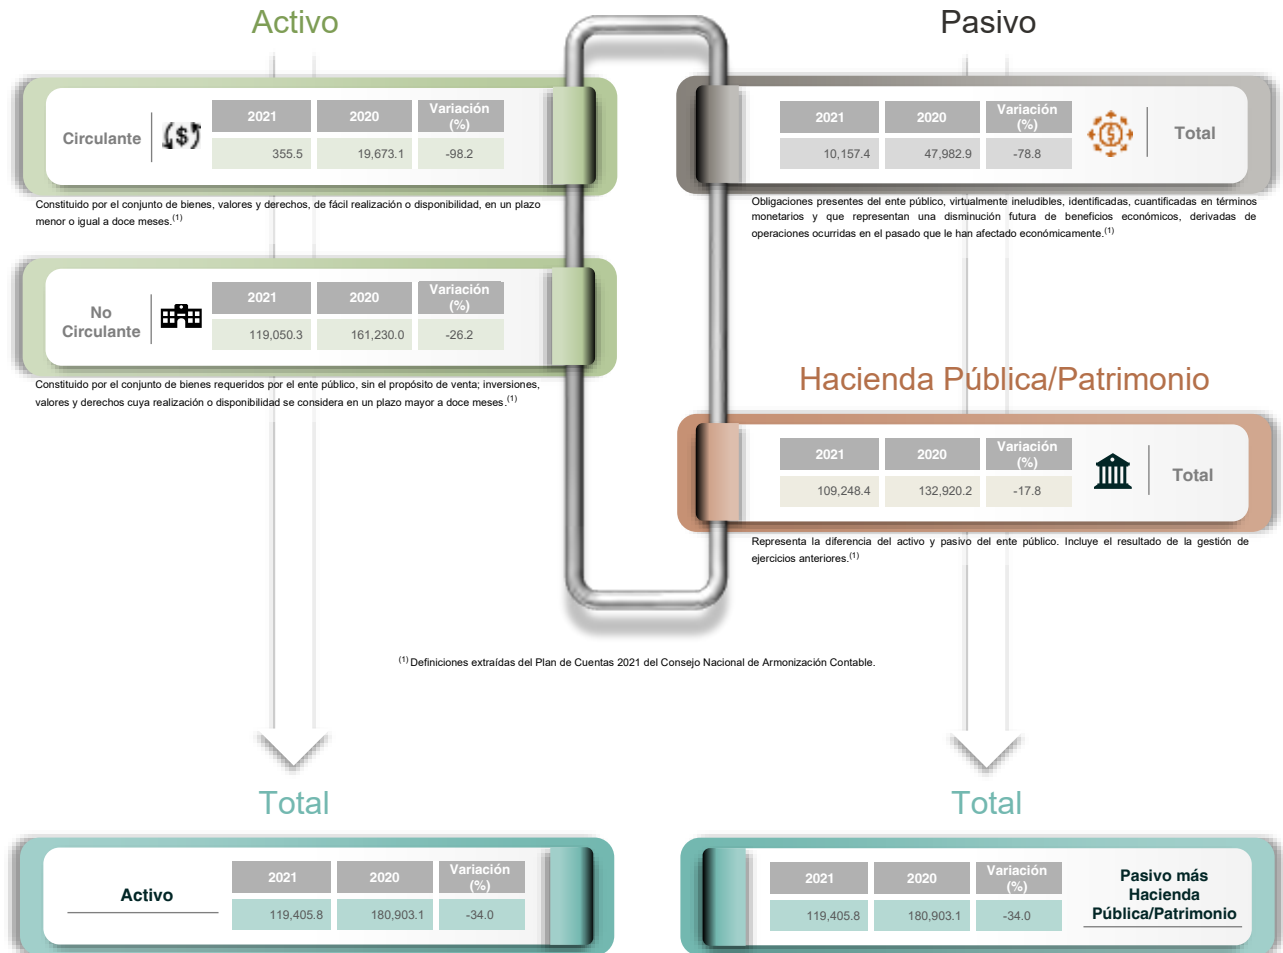 Activo
Circulante
2021 2020 Variación (%)
355.5 19,673.1 -98.2
Constituido por el conjunto de bienes, valores y derechos, de fácil realización o disponibilidad, en un plazo
menor o igual a doce meses.(1)
No
Circulante
2021 2020 Variación (%)
119,050.3 161,230.0 -26.2
Constituido por el conjunto de bienes requeridos por el ente público, sin el propósito de venta; inversiones,
valores y derechos cuya realización o disponibilidad se considera en un plazo mayor a doce meses.(1)
Pasivo
2021 2020 Variación (%)
10,157.4 47,982.9 -78.8
Total
Obligaciones presentes del ente público, virtualmente ineludibles, identificadas, cuantificadas en términos
monetarios y que representan una disminución futura de beneficios económicos, derivadas de
operaciones ocurridas en el pasado que le han afectado económicamente.(1)
Hacienda Pública/Patrimonio
2021 2020 Variación (%)
109,248.4 132,920.2 -17.8
Total
Representa la diferencia del activo y pasivo del ente público. Incluye el resultado de la gestión de
ejercicios anteriores.(1)
(1) Definiciones extraídas del Plan de Cuentas 2021 del Consejo Nacional de Armonización Contable.
Total
Activo
2021 2020 Variación (%)
119,405.8 180,903.1 -34.0
Total
2021 2020 Variación (%)
119,405.8 180,903.1 -34.0
Pasivo más
Hacienda
Pública/Patrimonio